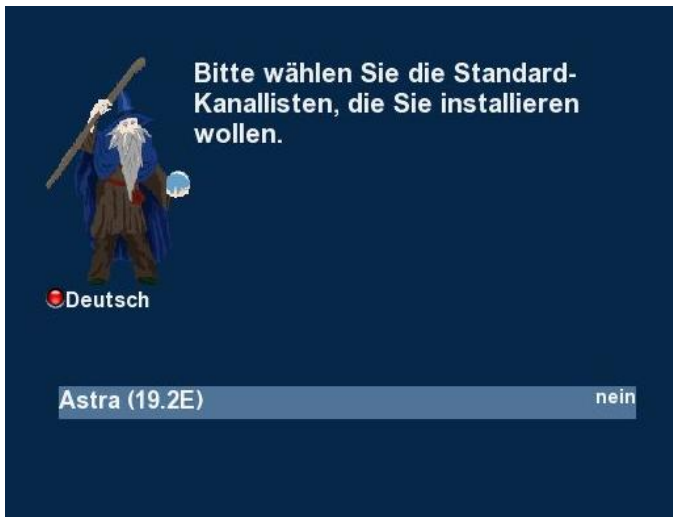 Bitte wählen Sie die Standard-
Kanallisten, die Sie installieren
wollen.
Deutsch
Astra (19.2E) nein